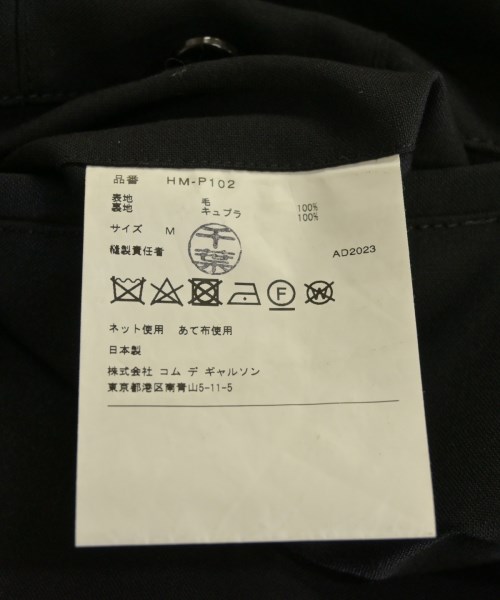 品番 HM-P102
表地 毛 100%
裏地 キュプラ 100%
サイズ M
縫製責任者 千葉 AD2023
F W
ネット使用 あて布使用
日本製
株式会社 コム デ ギャルソン
東京都港区南青山5-11-5